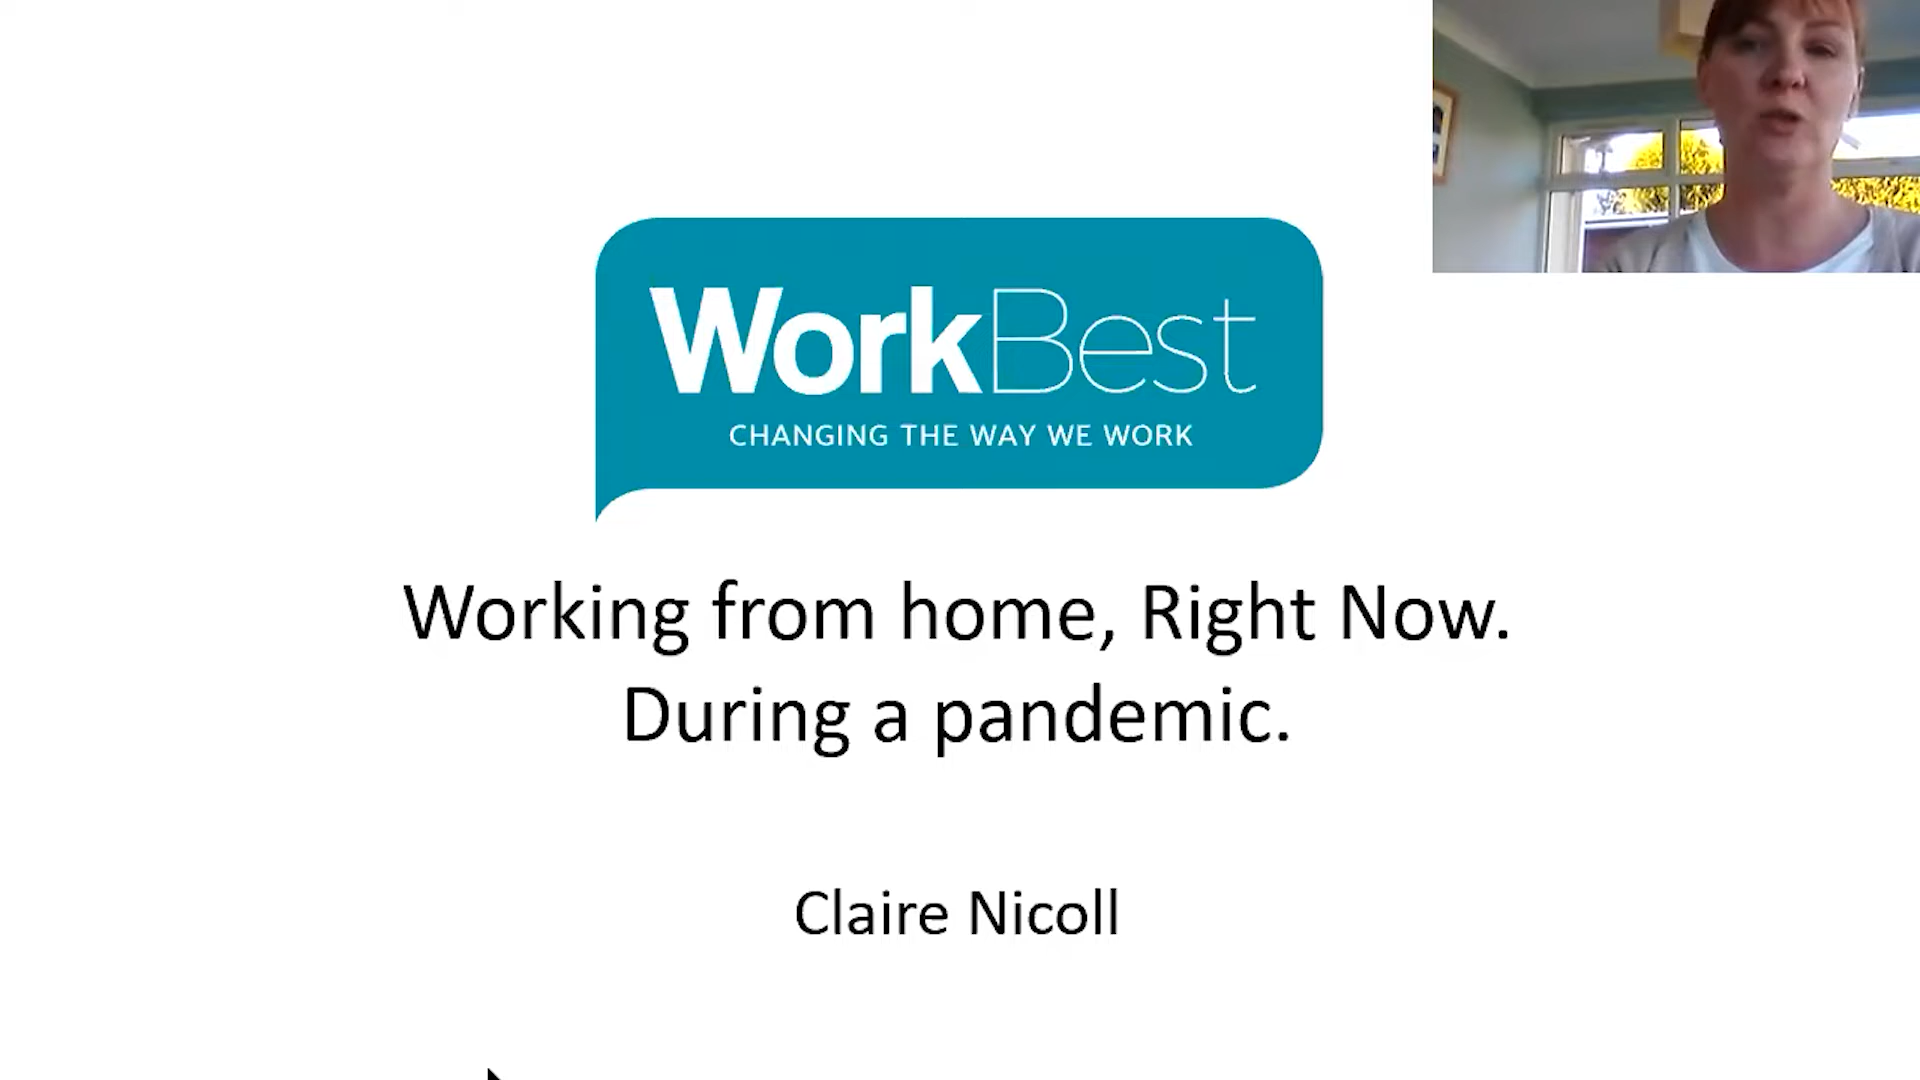 WorkBest
CHANGING THE WAY WE WORK
Working from home, Right Now.
During a pandemic.
Claire Nicoll